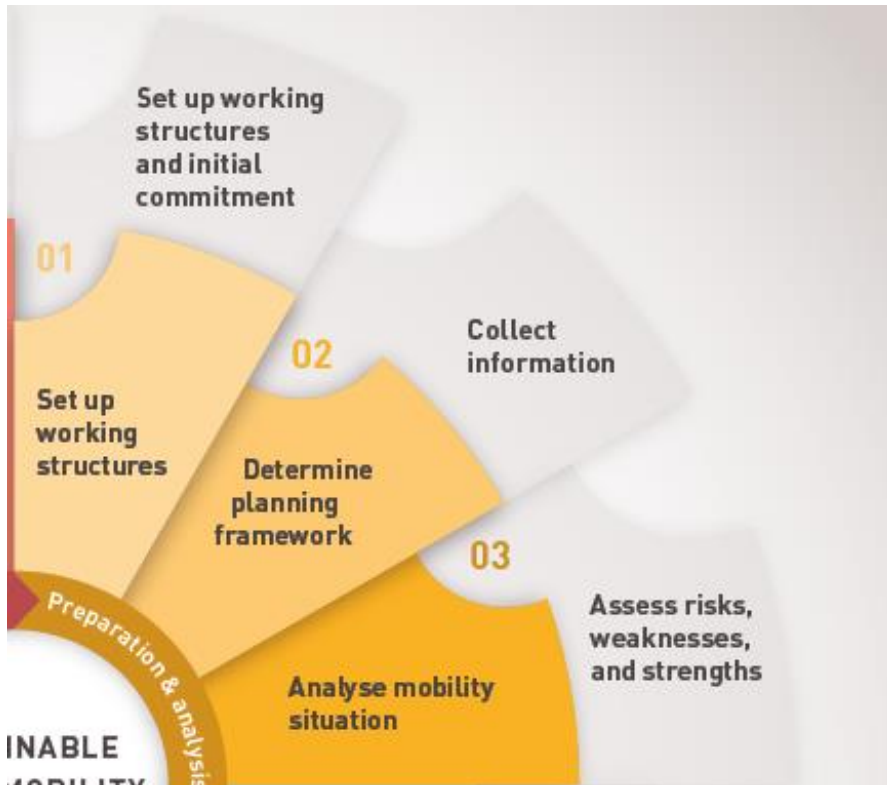 Set up working
structures
and initial
commitment
01
Set up
working
structures
02
Collect
information
Determine
planning
framework
03
Assess risks,
weaknesses,
and strengths
Analyse mobility
situation
Preparation & analysis
INABLE
MOBILITY